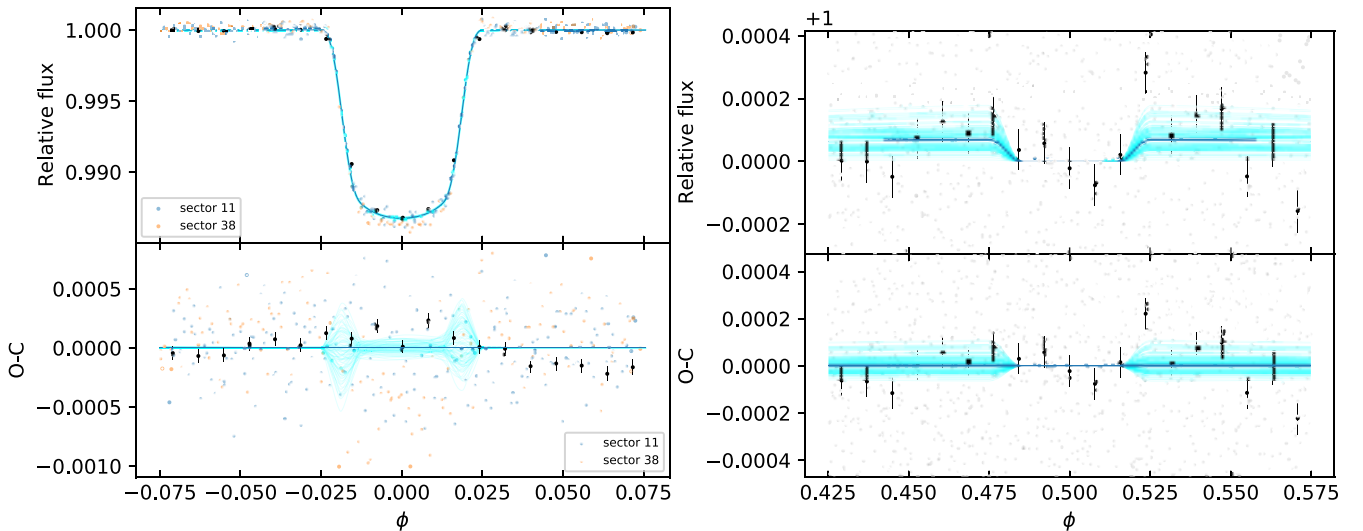 1.000
0.995
0.990
Relative flux
sector 11
sector 38
0.0005
0.0000
−0.0005
−0.0010
O-C
sector 11
sector 38
−0.075 −0.050 −0.025 0.000 0.025 0.050 0.075
ϕ
+1
0.0004
0.0002
0.0000
−0.0002
Relative flux
0.0004
0.0002
0.0000
−0.0002
−0.0004
O-C
0.425 0.450 0.475 0.500 0.525 0.550 0.575
ϕ